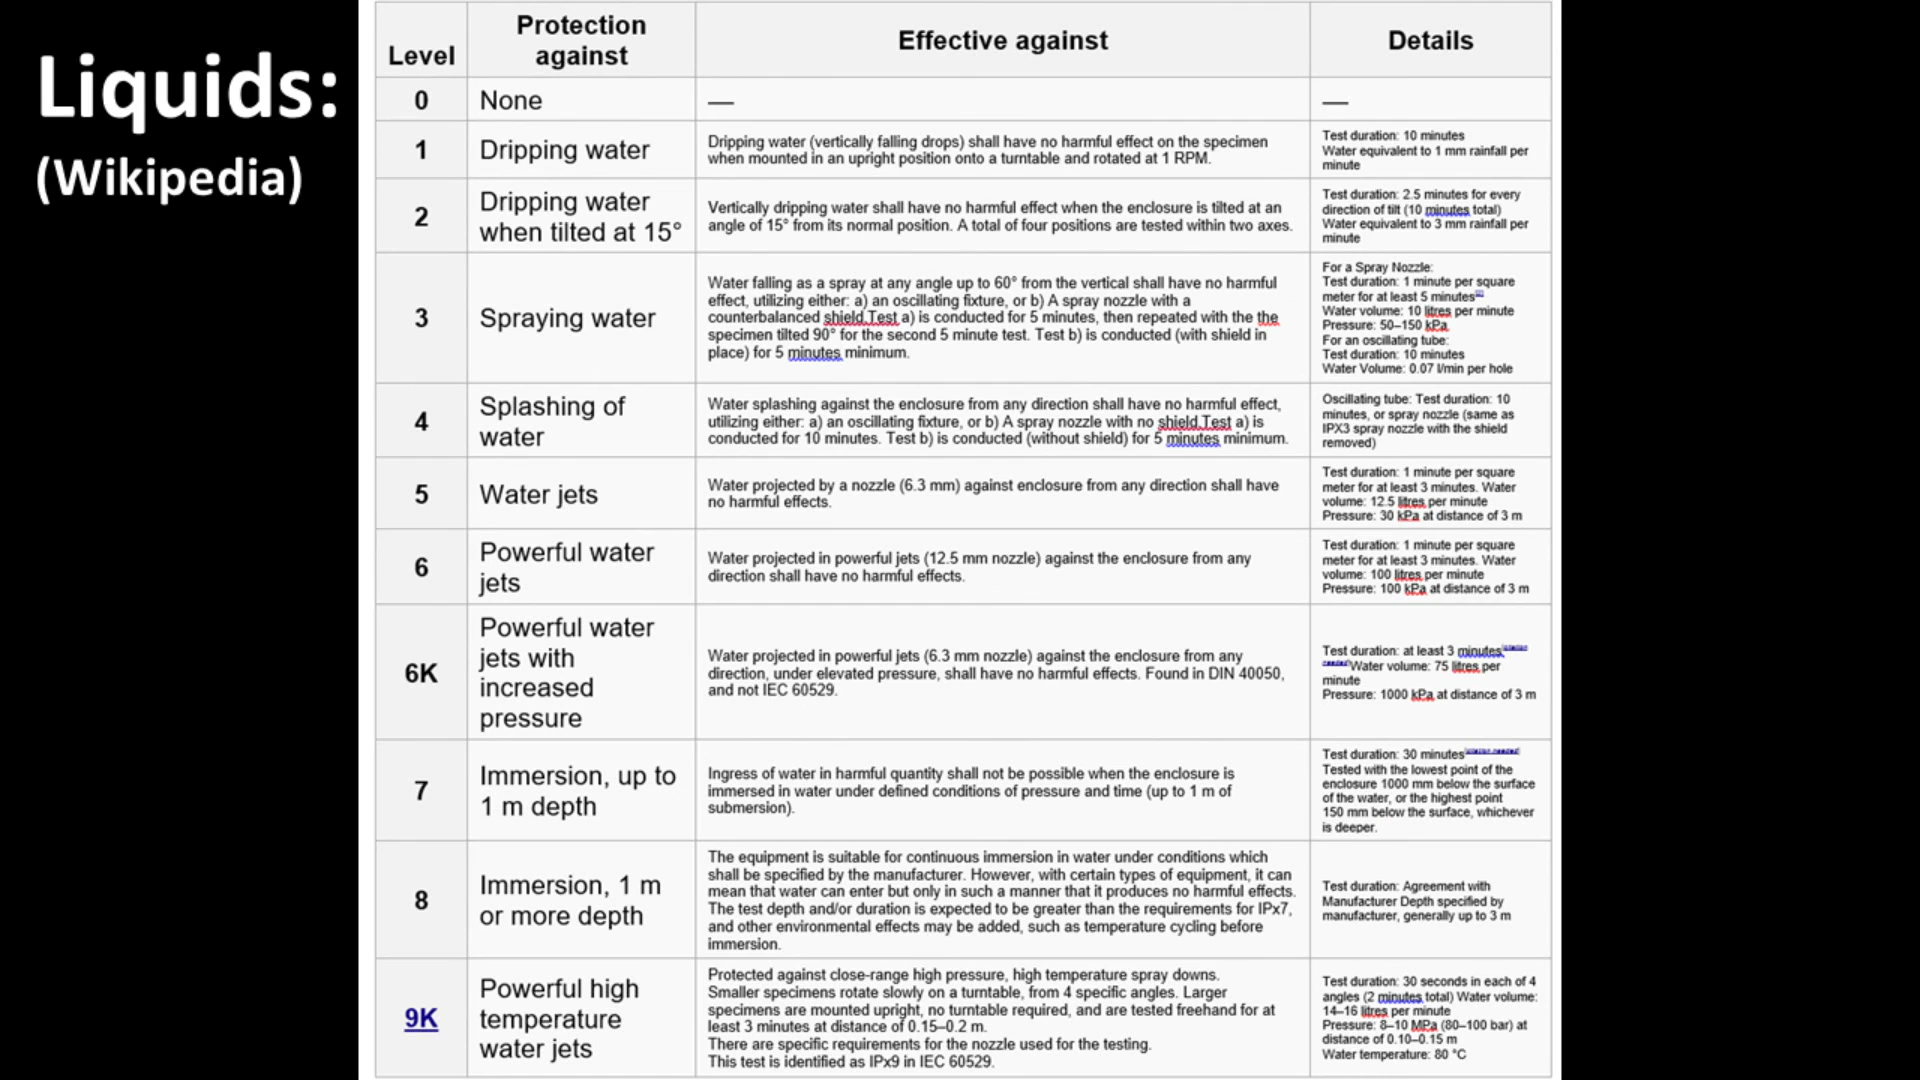 Liquids:
(Wikipedia)
Level
Protection
against
Effective against
Details
0
None
—
—
1
Dripping water
Dripping water (vertically falling drops) shall have no harmful effect on the specimen
when mounted in an upright position onto a turntable and rotated at 1 RPM.
Test duration: 10 minutes
Water equivalent to 1 mm rainfall per
minute
2
Dripping water
when tilted at 15°
Vertically dripping water shall have no harmful effect when the enclosure is tilted at an
angle of 15° from its normal position. A total of four positions are tested within two axes.
Test duration: 2.5 minutes for every
direction of tilt (10 minutes total)
Water equivalent to 3 mm rainfall per
minute
3
Spraying water
Water falling as a spray at any angle up to 60° from the vertical shall have no harmful
effect, utilizing either: a) an oscillating fixture, or b) A spray nozzle with a
counterbalanced shield.Test a) is conducted for 5 minutes, then repeated with the the
specimen tilted 90° for the second 5 minute test. Test b) is conducted (with shield in
place) for 5 minutes minimum.
For a Spray Nozzle:
Test duration: 1 minute per square
meter for at least 5 minutes
Water volume: 10 litres per minute
Pressure: 50–150 kPa
For an oscillating tube:
Test duration: 10 minutes
Water Volume: 0.07 l/min per hole
4
Splashing of
water
Water splashing against the enclosure from any direction shall have no harmful effect,
utilizing either: a) an oscillating fixture, or b) A spray nozzle with no shield.Test a) is
conducted for 10 minutes. Test b) is conducted (without shield) for 5 minutes minimum.
Oscillating tube: Test duration: 10
minutes, or spray nozzle (same as
IPX3 spray nozzle with the shield
removed)
5
Water jets
Water projected by a nozzle (6.3 mm) against enclosure from any direction shall have
no harmful effects.
Test duration: 1 minute per square
meter for at least 3 minutes. Water
volume: 12.5 litres per minute
Pressure: 30 kPa at distance of 3 m
6
Powerful water
jets
Water projected in powerful jets (12.5 mm nozzle) against the enclosure from any
direction shall have no harmful effects.
Test duration: 1 minute per square
meter for at least 3 minutes. Water
volume: 100 litres per minute
Pressure: 100 kPa at distance of 3 m
6K
Powerful water
jets with
increased
pressure
Water projected in powerful jets (6.3 mm nozzle) against the enclosure from any
direction, under elevated pressure, shall have no harmful effects. Found in DIN 40050,
and not IEC 60529.
Test duration: at least 3 minutes
Water volume: 75 litres per
minute
Pressure: 1000 kPa at distance of 3 m
7
Immersion, up to
1 m depth
Ingress of water in harmful quantity shall not be possible when the enclosure is
immersed in water under defined conditions of pressure and time (up to 1 m of
submersion).
Test duration: 30 minutes
Tested with the lowest point of the
enclosure 1000 mm below the surface
of the water, or the highest point
150 mm below the surface, whichever
is deeper.
8
Immersion, 1 m
or more depth
The equipment is suitable for continuous immersion in water under conditions which
shall be specified by the manufacturer. However, with certain types of equipment, it can
mean that water can enter but only in such a manner that it produces no harmful effects.
The test depth and/or duration is expected to be greater than the requirements for IPx7,
and other environmental effects may be added, such as temperature cycling before
immersion.
Test duration: Agreement with
Manufacturer Depth specified by
manufacturer, generally up to 3 m
9K
Powerful high
temperature
water jets
Protected against close-range high pressure, high temperature spray downs.
Smaller specimens rotate slowly on a turntable, from 4 specific angles. Larger
specimens are mounted upright, no turntable required, and are tested freehand for at
least 3 minutes at distance of 0.15–0.2 m.
There are specific requirements for the nozzle used for the testing.
This test is identified as IPx9 in IEC 60529.
Test duration: 30 seconds in each of 4
angles (2 minutes total) Water volume:
14–16 litres per minute
Pressure: 8–10 MPa (80–100 bar) at
distance of 0.10–0.15 m
Water temperature: 80 °C